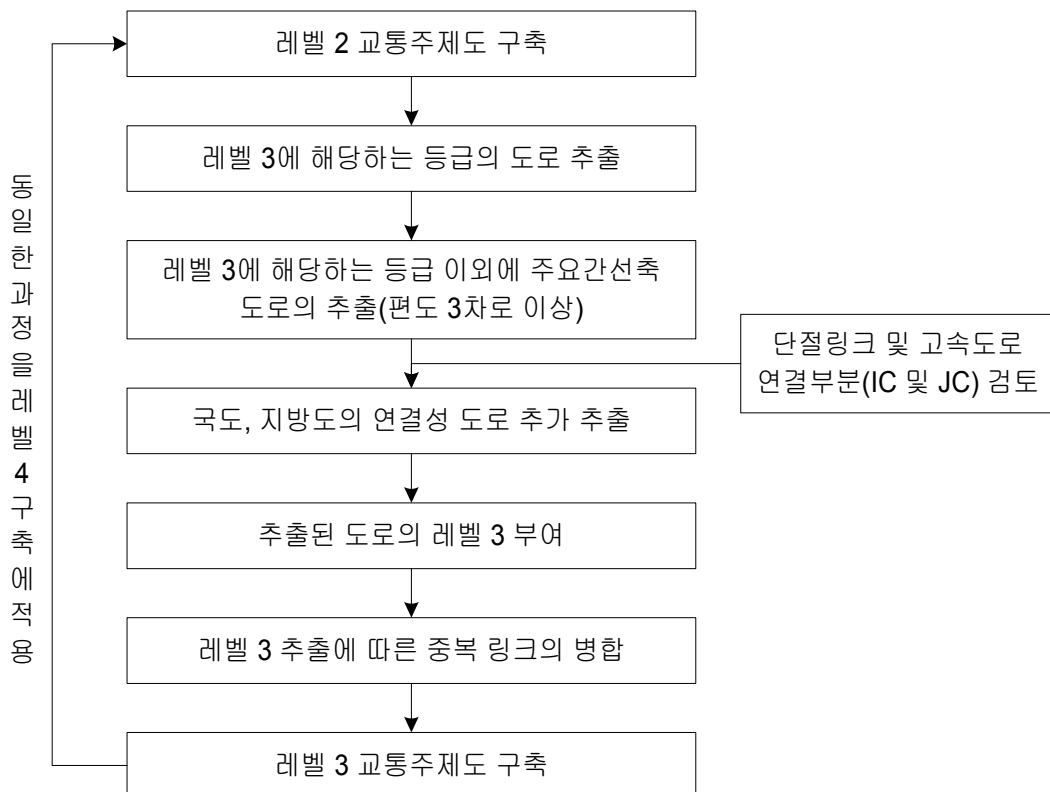 레벨 2 교통주제도 구축
레벨 3에 해당하는 등급의 도로 추출
레벨 3에 해당하는 등급 이외에 주요간선축
도로의 추출(편도 3차로 이상)
단절링크 및 고속도로
연결부분(IC 및 JC) 검토
국도, 지방도의 연결성 도로 추가 추출
추출된 도로의 레벨 3 부여
레벨 3 추출에 따른 중복 링크의 병합
레벨 3 교통주제도 구축
동일한과정을레벨4구축에적용